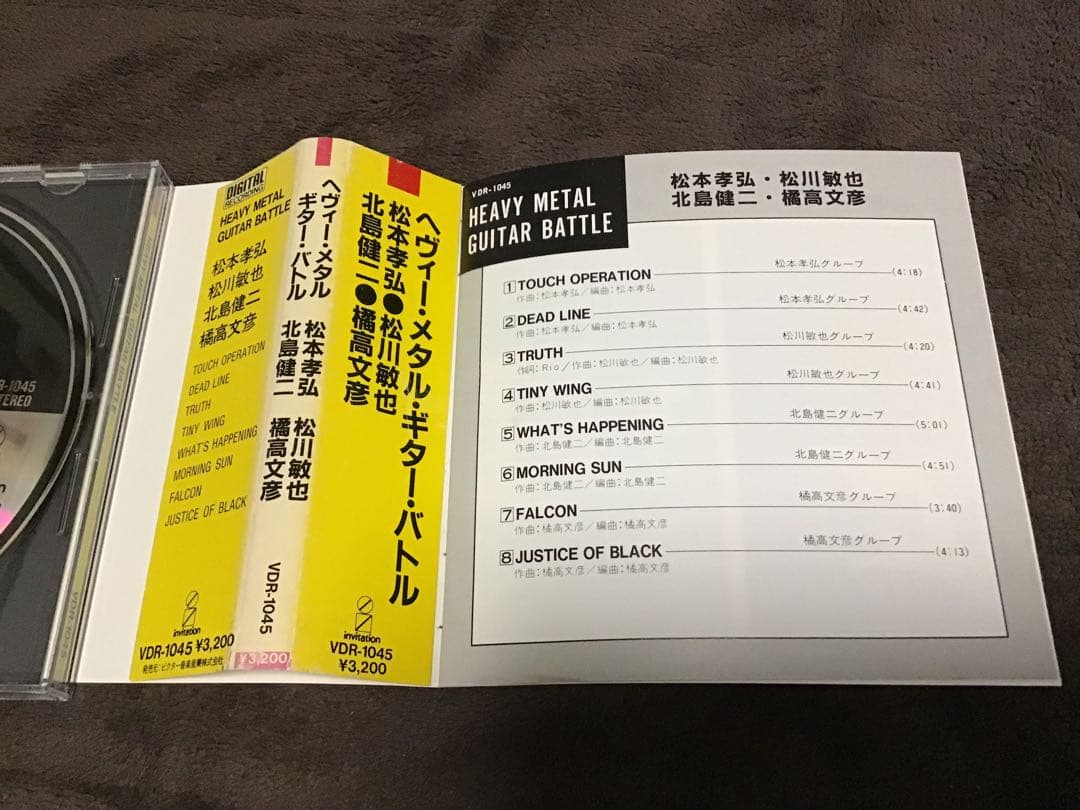 R-1045
STEREO
VDR-1045
DIGITAL
RECORDING
HEAVY METAL
GUITAR BATTLE
松本孝弘
松川敏也
北島健二
橘高文彦
TOUCH OPERATION
DEAD LINE
TRUTH
TINY WING
WHAT'S HAPPENING
MORNING SUN
FALCON
JUSTICE OF BLACK
invitation
VDR-1045 ¥3,200
発売元:ビクター音楽産業株式会社
ヘヴィー・メタル
ギター・バトル
松本孝弘 松川敏也
北島健二 橘高文彦
VDR-1045
¥3,200
ヘヴィー・メタル・ギター・バトル
松本孝弘●松川敏也
北島健二●橘高文彦
invitation
VDR-1045
¥3,200
VDR-1045
HEAVY METAL
GUITAR BATTLE
松本孝弘・松川敏也
北島健二・橘高文彦
1 TOUCH OPERATION 松本孝弘グループ (4:18)
作曲:松本孝弘/編曲:松本孝弘
2 DEAD LINE 松本孝弘グループ (4:42)
作曲:松本孝弘/編曲:松本孝弘
3 TRUTH 松川敏也グループ (4:20)
作詞:Rio/作曲:松川敏也/編曲:松川敏也
4 TINY WING 松川敏也グループ (4:41)
作曲:松川敏也/編曲:松川敏也
5 WHAT'S HAPPENING 北島健二グループ (5:01)
作曲:北島健二/編曲:北島健二
6 MORNING SUN 北島健二グループ (4:51)
作曲:北島健二/編曲:北島健二
7 FALCON 橘高文彦グループ (3:40)
作曲:橘高文彦/編曲:橘高文彦
8 JUSTICE OF BLACK 橘高文彦グループ (4:13)
作曲:橘高文彦/編曲:橘高文彦